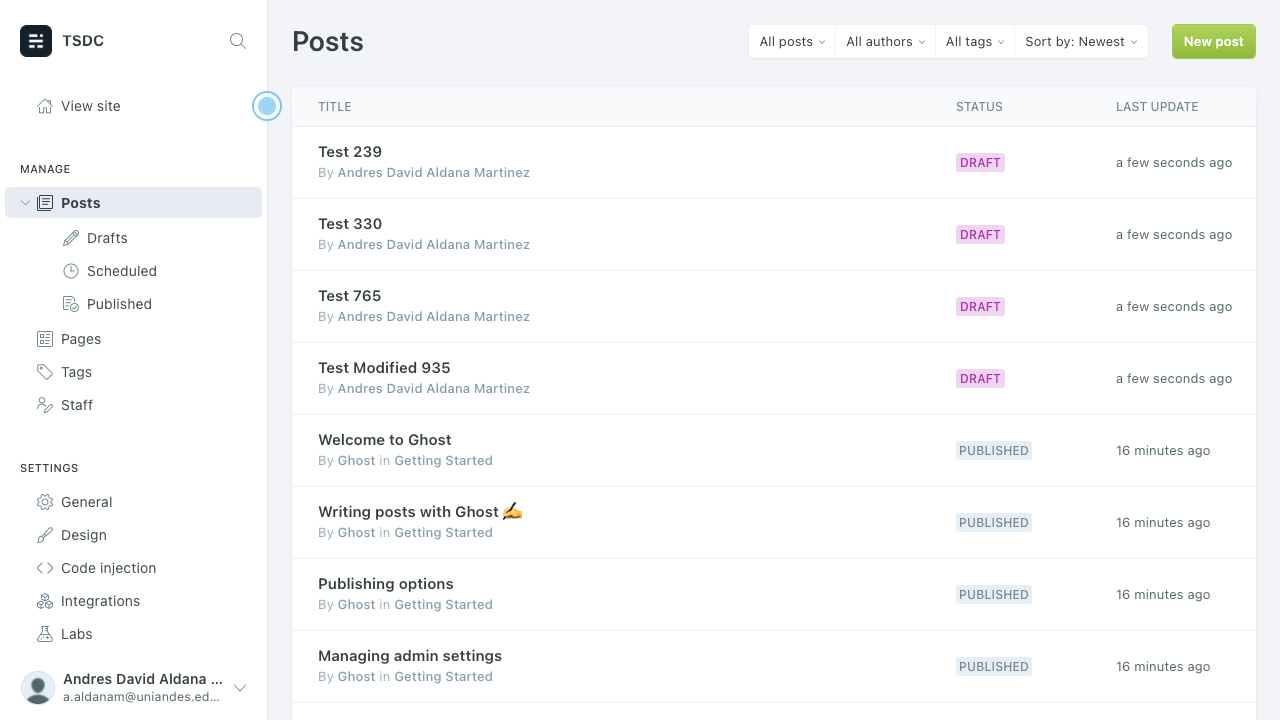 TSDC
View site
MANAGE
Posts
Drafts
Scheduled
Published
Pages
Tags
Staff
SETTINGS
General
Design
Code injection
Integrations
Labs
Andres David Aldana ...
a.aldanam@uniandes.ed...
Posts
All posts
All authors
All tags
Sort by: Newest
New post
TITLE STATUS LAST UPDATE
Test 239
By Andres David Aldana Martinez
DRAFT
a few seconds ago
Test 330
By Andres David Aldana Martinez
DRAFT
a few seconds ago
Test 765
By Andres David Aldana Martinez
DRAFT
a few seconds ago
Test Modified 935
By Andres David Aldana Martinez
DRAFT
a few seconds ago
Welcome to Ghost
By Ghost in Getting Started
PUBLISHED
16 minutes ago
Writing posts with Ghost ✍️
By Ghost in Getting Started
PUBLISHED
16 minutes ago
Publishing options
By Ghost in Getting Started
PUBLISHED
16 minutes ago
Managing admin settings
By Ghost in Getting Started
PUBLISHED
16 minutes ago